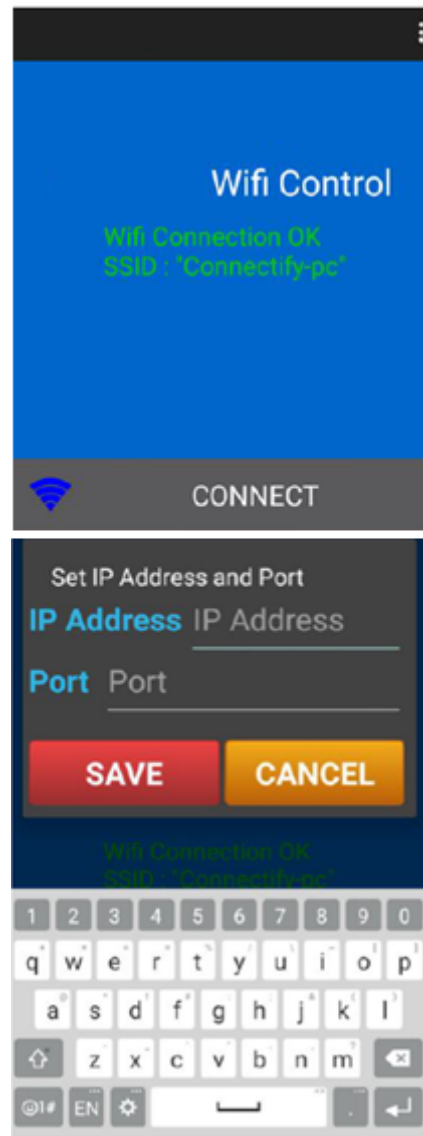 Wifi Control
Wifi Connection OK
SSID : "Connectify-pc"
CONNECT
Set IP Address and Port
IP Address IP Address
Port Port
SAVE CANCEL
Wifi Connection OK
SSID : "Connectify-pc"
1 2 3 4 5 6 7 8 9 0
q w e r t y u i o p
a s d f g h j k l
z x c v b n m
1# EN .